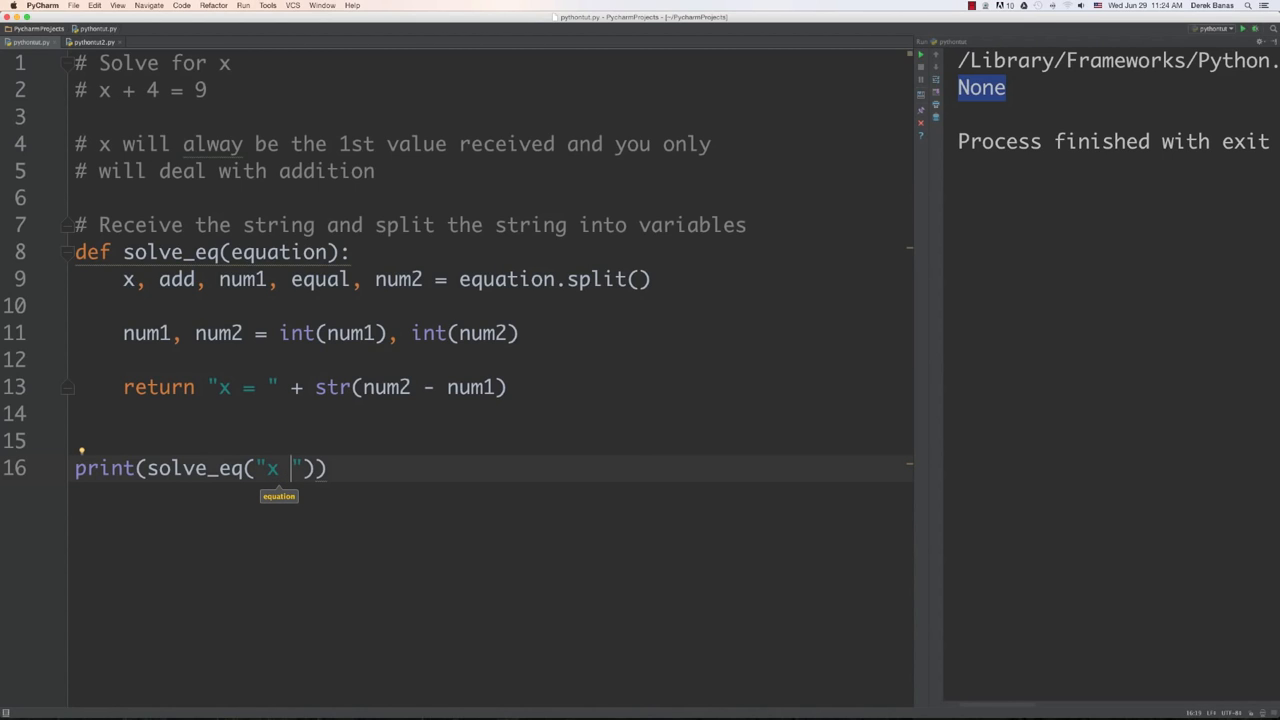 PyCharm File Edit View Navigate Code Refactor Run Tools VCS Window Help
10 Wed Jun 29 11:24 AM Derek Banas
pythontut.py - PycharmProjects - [~/PycharmProjects]
PycharmProjects pythontut.py
pythontut
pythontut.py pythontut2.py
Run pythontut
1 # Solve for x
2 # x + 4 = 9
3
4 # x will alway be the 1st value received and you only
5 # will deal with addition
6
7 # Receive the string and split the string into variables
8 def solve_eq(equation):
9 x, add, num1, equal, num2 = equation.split()
10
11 num1, num2 = int(num1), int(num2)
12
13 return "x = " + str(num2 - num1)
14
15
16 print(solve_eq("x "))
equation
/Library/Frameworks/Python.
None
Process finished with exit
LF÷ UTF-8÷